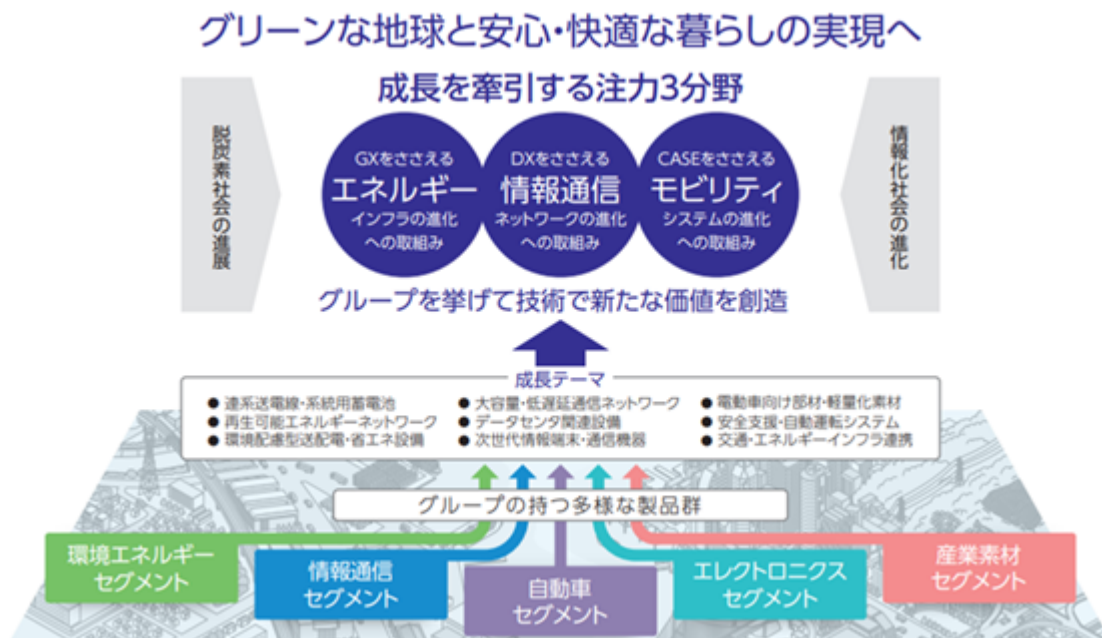 グリーンな地球と安心・快適な暮らしの実現へ
成長を牽引する注力3分野
脱炭素社会の進展
GXをささえる
エネルギー
インフラの進化
への取組み
DXをささえる
情報通信
ネットワークの進化
への取組み
CASEをささえる
モビリティ
システムの進化
への取組み
情報化社会の進化
グループを挙げて技術で新たな価値を創造
成長テーマ
● 連系送電線・系統用蓄電池
● 再生可能エネルギーネットワーク
● 環境配慮型送配電・省エネ設備
● 大容量・低遅延通信ネットワーク
● データセンタ関連設備
● 次世代情報端末・通信機器
● 電動車向け部材・軽量化素材
● 安全支援・自動運転システム
● 交通・エネルギーインフラ連携
グループの持つ多様な製品群
環境エネルギー
セグメント
情報通信
セグメント
自動車
セグメント
エレクトロニクス
セグメント
産業素材
セグメント